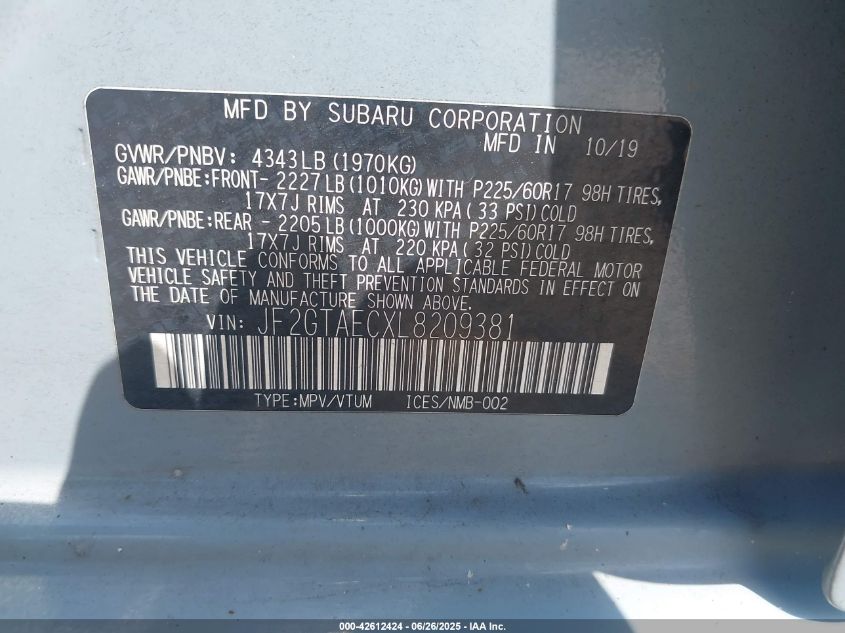 MFD BY SUBARU CORPORATION
MFD IN 10/19
GVWR/PNBV: 4343LB(1970KG)
GAWR/PNBE:FRONT- 2227LB(1010KG)WITH P225/60R17 98H TIRES,
17X7J RIMS AT 230 KPA( 33 PSI)COLD
GAWR/PNBE:REAR - 2205LB(1000KG)WITH P225/60R17 98H TIRES,
17X7J RIMS AT 220 KPA( 32 PSI)COLD
THIS VEHICLE CONFORMS TO ALL APPLICABLE FEDERAL MOTOR
VEHICLE SAFETY AND THEFT PREVENTION STANDARDS IN EFFECT ON
THE DATE OF MANUFACTURE SHOWN ABOVE.
VIN: JF2GTAECXL8209381
TYPE:MPV/VTUM ICES/NMB-002
000-42612424 - 06/26/2025 - IAA Inc.